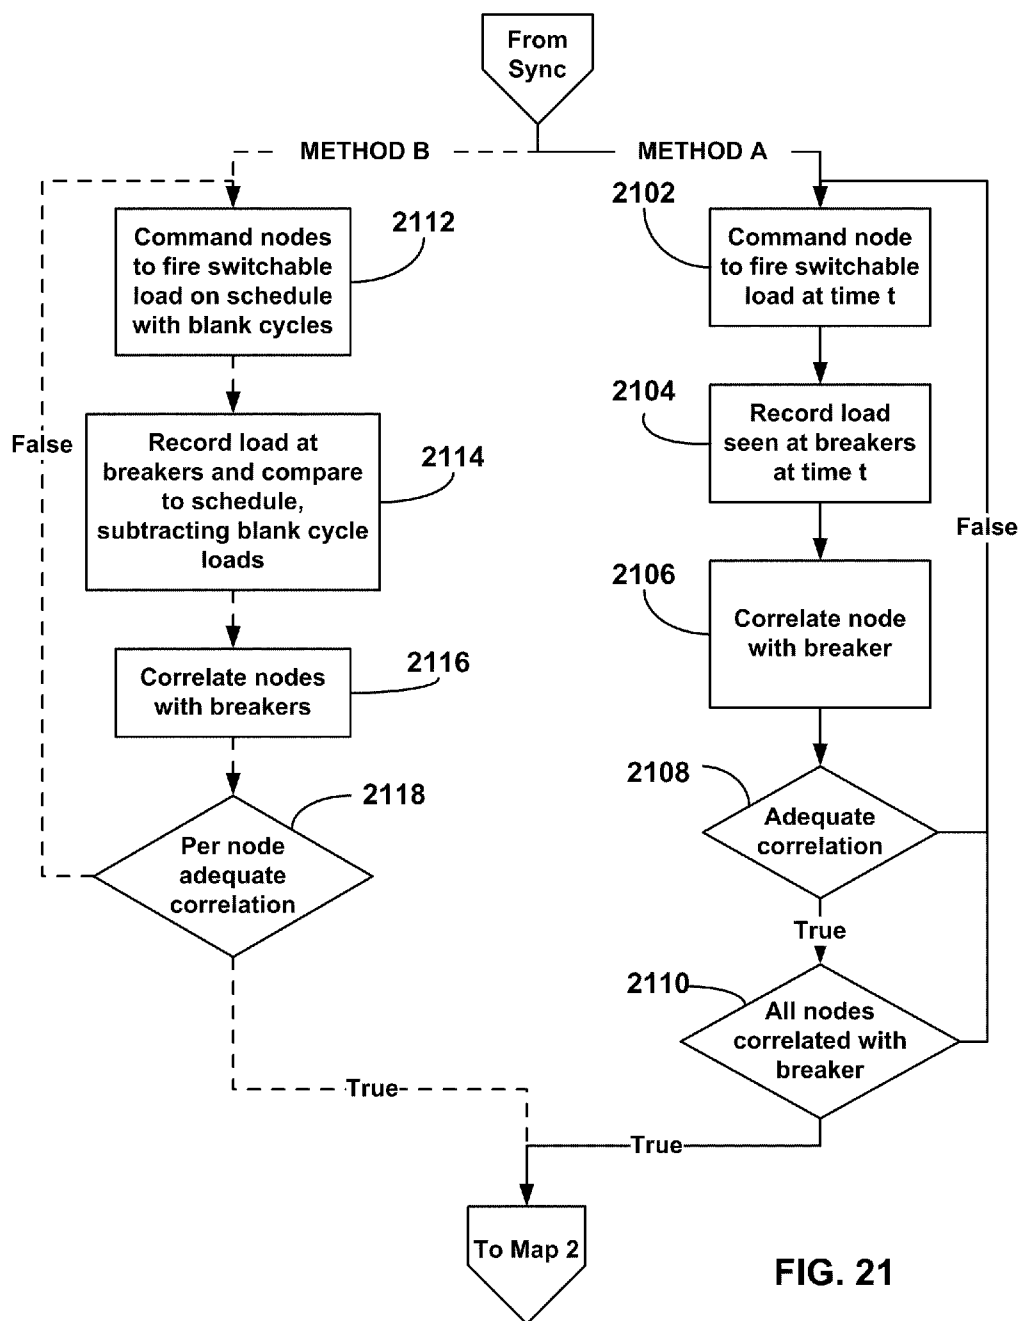 From
Sync
METHOD B
METHOD A
2112
Command nodes
to fire switchable
load on schedule
with blank cycles
2102
Command node
to fire switchable
load at time t
2104
Record load
seen at breakers
at time t
False
Record load at
breakers and compare
to schedule,
subtracting blank cycle
loads
2114
False
2106
Correlate node
with breaker
2116
Correlate nodes
with breakers
2108
Adequate
correlation
2118
Per node
adequate
correlation
True
2110
All nodes
correlated with
breaker
True
True
To Map 2
FIG. 21